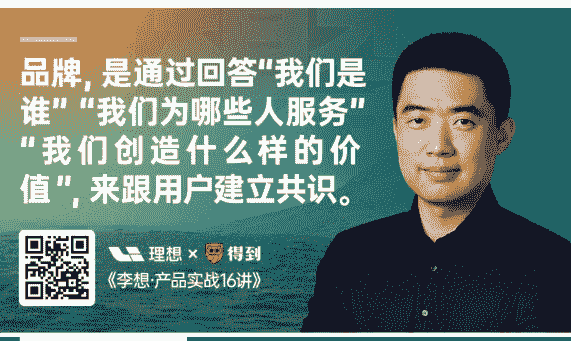 品牌，是通过回答“我们是
谁”“我们为哪些人服务”
“我们创造什么样的价
值”，来跟用户建立共识。
理想 × 得到
《李想·产品实战16讲》